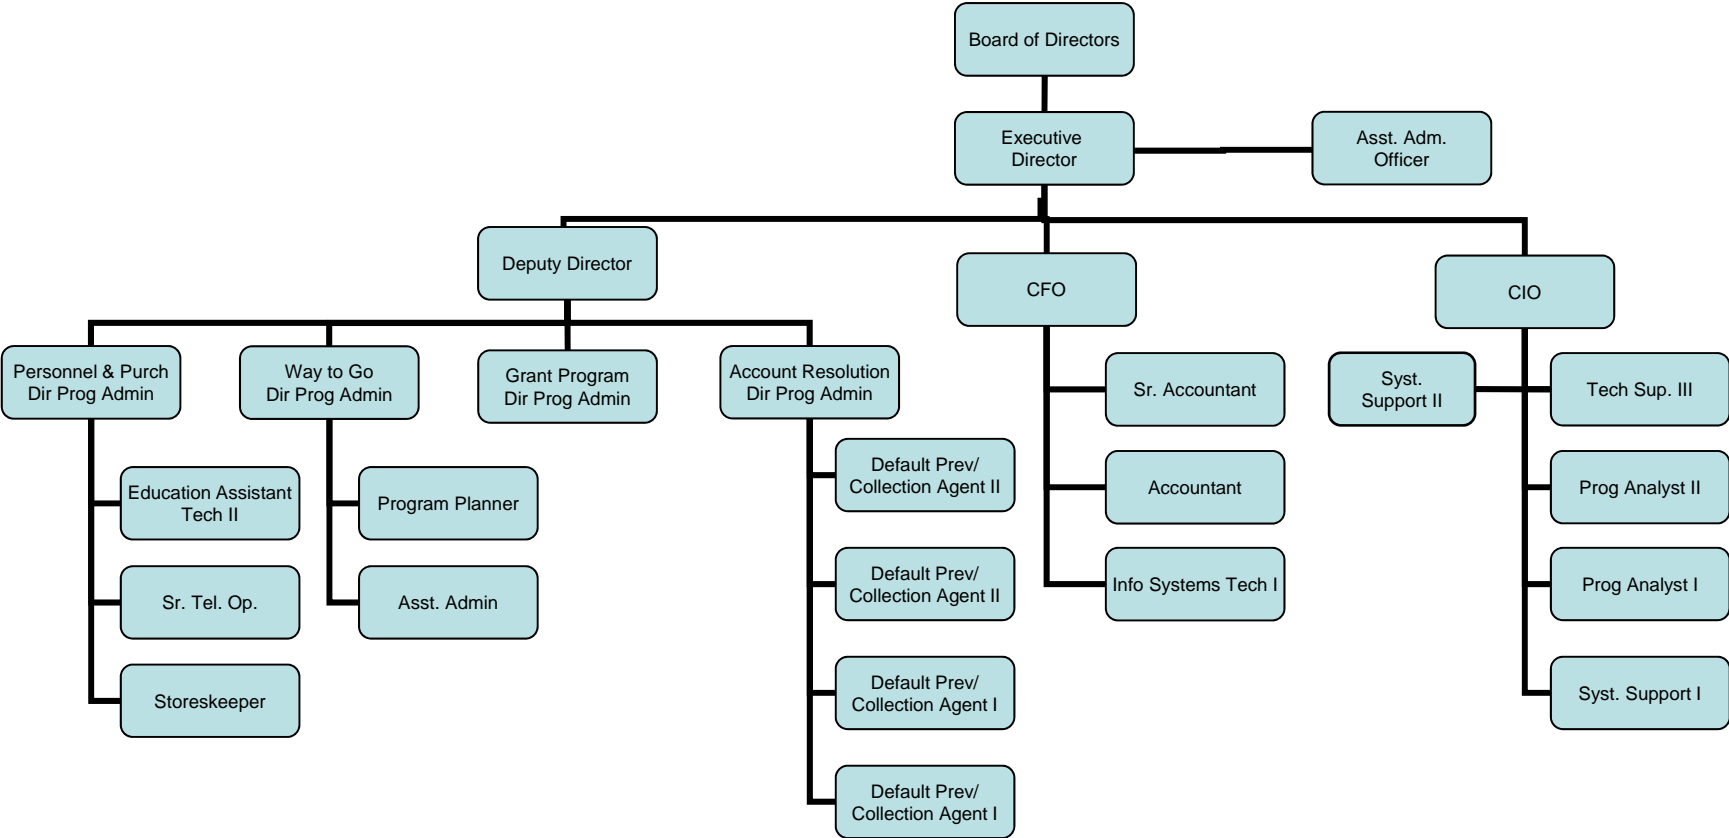 Board of Directors
Executive
Director
Asst. Adm.
Officer
Deputy Director
CFO
CIO
Personnel & Purch
Dir Prog Admin
Way to Go
Dir Prog Admin
Grant Program
Dir Prog Admin
Account Resolution
Dir Prog Admin
Sr. Accountant
Syst.
Support II
Tech Sup. III
Education Assistant
Tech II
Program Planner
Default Prev/
Collection Agent II
Accountant
Prog Analyst II
Sr. Tel. Op.
Asst. Admin
Default Prev/
Collection Agent II
Info Systems Tech I
Prog Analyst I
Storeskeeper
Default Prev/
Collection Agent I
Syst. Support I
Default Prev/
Collection Agent I